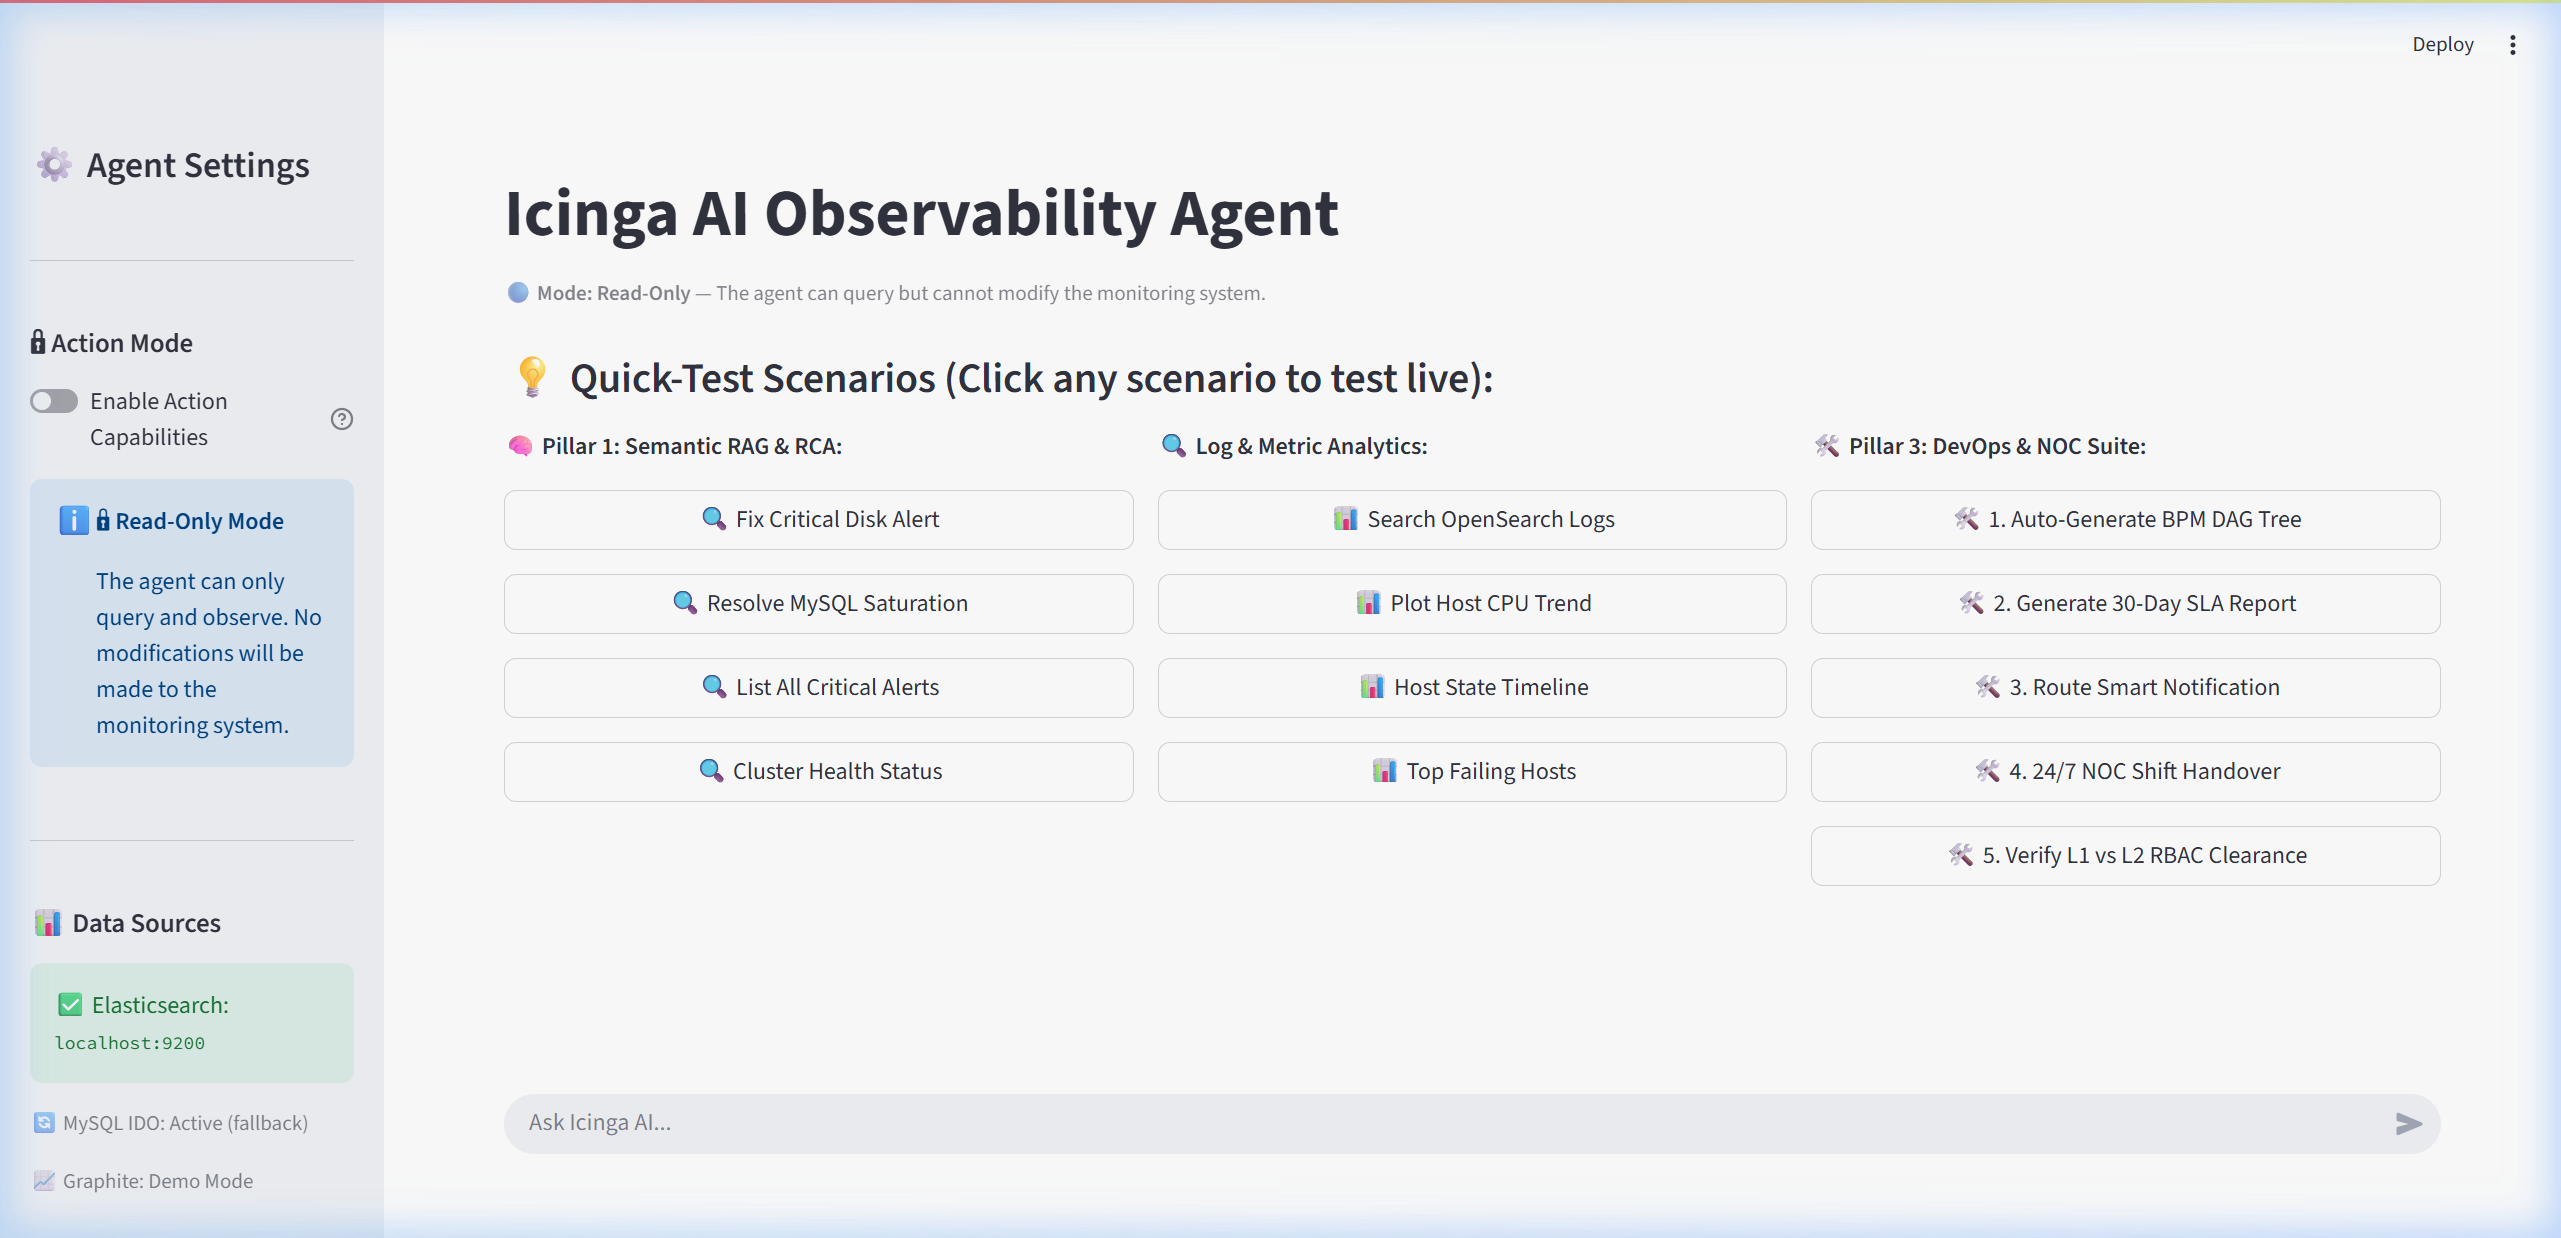 Deploy
Agent Settings
Action Mode
Enable Action
Capabilities
Read-Only Mode
The agent can only
query and observe. No
modifications will be
made to the
monitoring system.
Data Sources
Elasticsearch:
localhost:9200
MySQL IDO: Active (fallback)
Graphite: Demo Mode
Icinga AI Observability Agent
Mode: Read-Only — The agent can query but cannot modify the monitoring system.
Quick-Test Scenarios (Click any scenario to test live):
Pillar 1: Semantic RAG & RCA:
Fix Critical Disk Alert
Resolve MySQL Saturation
List All Critical Alerts
Cluster Health Status
Log & Metric Analytics:
Search OpenSearch Logs
Plot Host CPU Trend
Host State Timeline
Top Failing Hosts
Pillar 3: DevOps & NOC Suite:
1. Auto-Generate BPM DAG Tree
2. Generate 30-Day SLA Report
3. Route Smart Notification
4. 24/7 NOC Shift Handover
5. Verify L1 vs L2 RBAC Clearance
Ask Icinga AI...